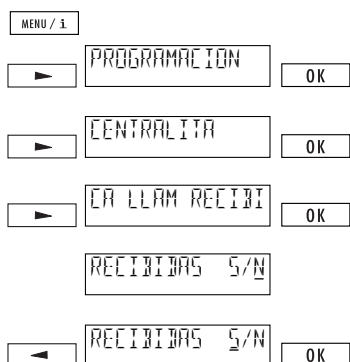 MENU / i
PROGRAMACION
OK
CENTRALITA
OK
CA LLAM RECIBI
OK
RECIBIDAS S/N
RECIBIDAS S/N
OK